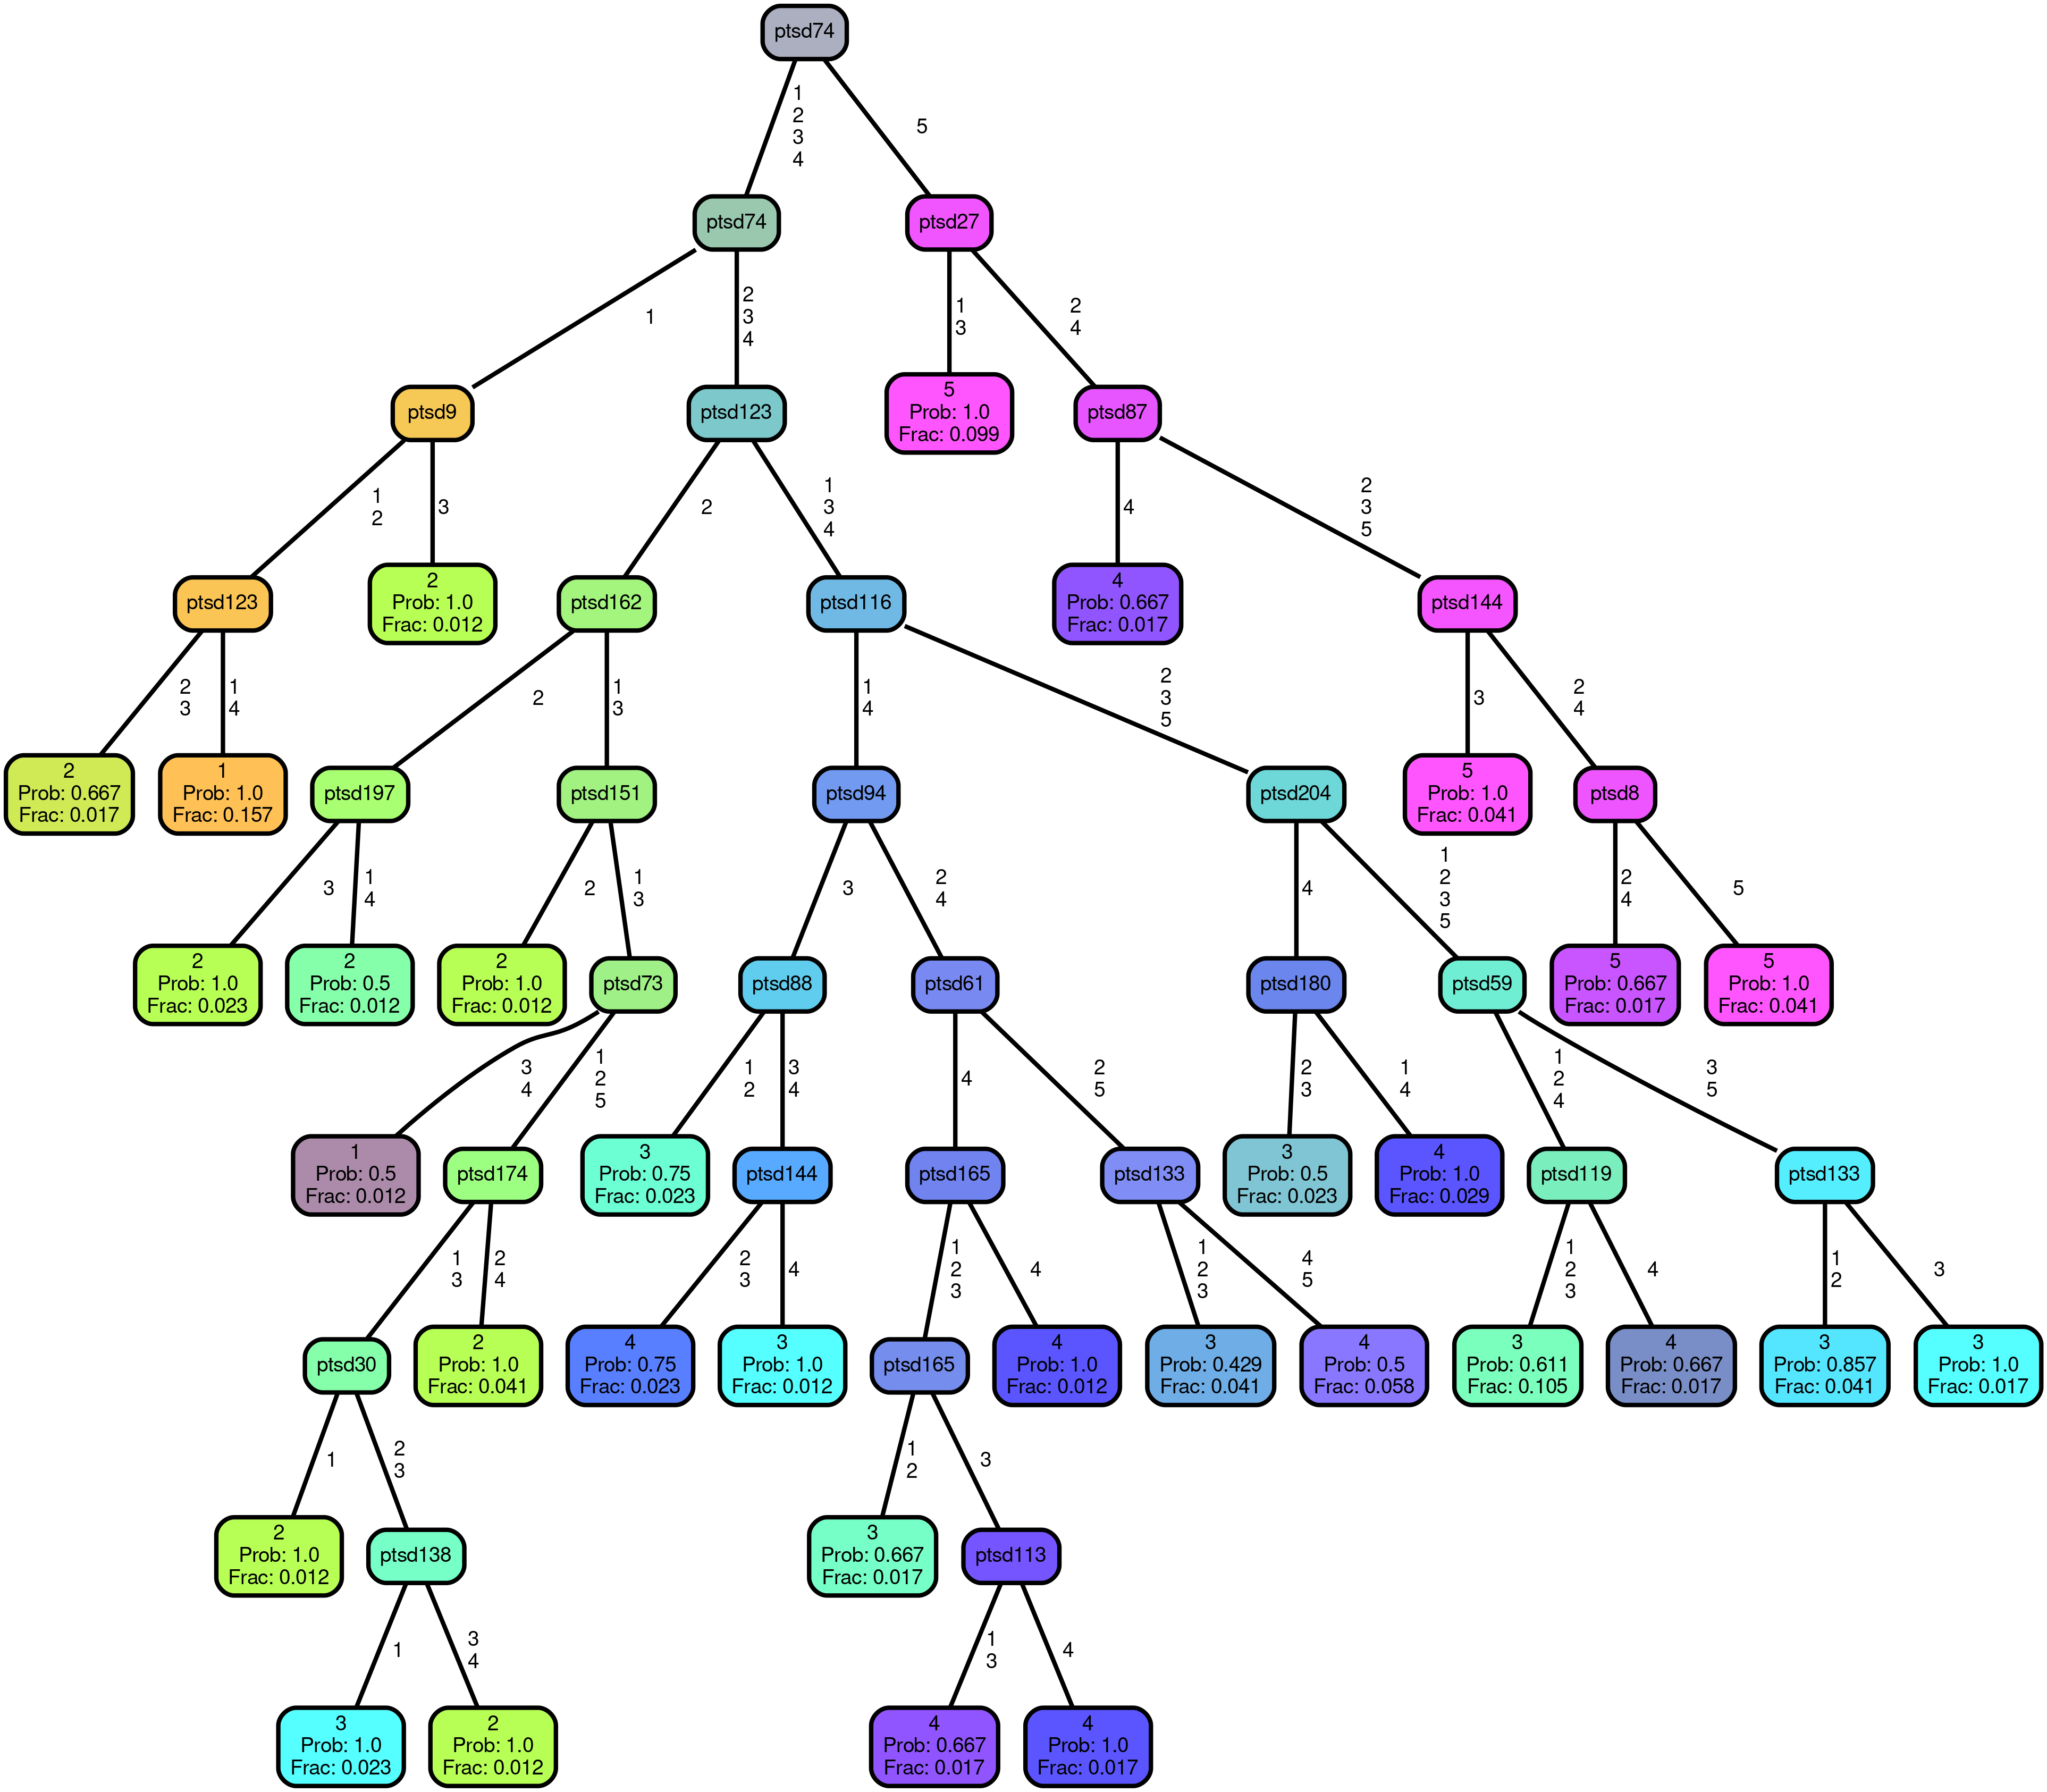 ptsd74
1
2
3
4
5
ptsd74
ptsd27
1
2
3
4
1
3
2
4
ptsd9
ptsd123
5
Prob: 1.0
Frac: 0.099
ptsd87
1
2
3
2
1
3
4
4
2
3
5
ptsd123
2
Prob: 1.0
Frac: 0.012
ptsd162
ptsd116
4
Prob: 0.667
Frac: 0.017
ptsd144
2
3
1
4
2
1
3
1
4
2
3
5
3
2
4
2
Prob: 0.667
Frac: 0.017
1
Prob: 1.0
Frac: 0.157
ptsd197
ptsd151
ptsd94
ptsd204
5
Prob: 1.0
Frac: 0.041
ptsd8
3
1
4
2
1
3
3
2
4
4
1
2
3
5
2
4
5
2
Prob: 1.0
Frac: 0.023
2
Prob: 0.5
Frac: 0.012
2
Prob: 1.0
Frac: 0.012
ptsd73
ptsd88
ptsd61
ptsd180
ptsd59
5
Prob: 0.667
Frac: 0.017
5
Prob: 1.0
Frac: 0.041
3
4
1
2
5
1
2
3
4
4
2
5
2
3
1
4
1
2
4
3
5
1
Prob: 0.5
Frac: 0.012
ptsd174
3
Prob: 0.75
Frac: 0.023
ptsd144
ptsd165
ptsd133
3
Prob: 0.5
Frac: 0.023
4
Prob: 1.0
Frac: 0.029
ptsd119
ptsd133
1
3
2
4
2
3
4
1
2
3
4
1
2
3
4
5
1
2
3
4
1
2
3
ptsd30
2
Prob: 1.0
Frac: 0.041
4
Prob: 0.75
Frac: 0.023
3
Prob: 1.0
Frac: 0.012
ptsd165
4
Prob: 1.0
Frac: 0.012
3
Prob: 0.429
Frac: 0.041
4
Prob: 0.5
Frac: 0.058
3
Prob: 0.611
Frac: 0.105
4
Prob: 0.667
Frac: 0.017
3
Prob: 0.857
Frac: 0.041
3
Prob: 1.0
Frac: 0.017
1
2
3
1
2
3
2
Prob: 1.0
Frac: 0.012
ptsd138
3
Prob: 0.667
Frac: 0.017
ptsd113
1
3
4
1
3
4
3
Prob: 1.0
Frac: 0.023
2
Prob: 1.0
Frac: 0.012
4
Prob: 0.667
Frac: 0.017
4
Prob: 1.0
Frac: 0.017